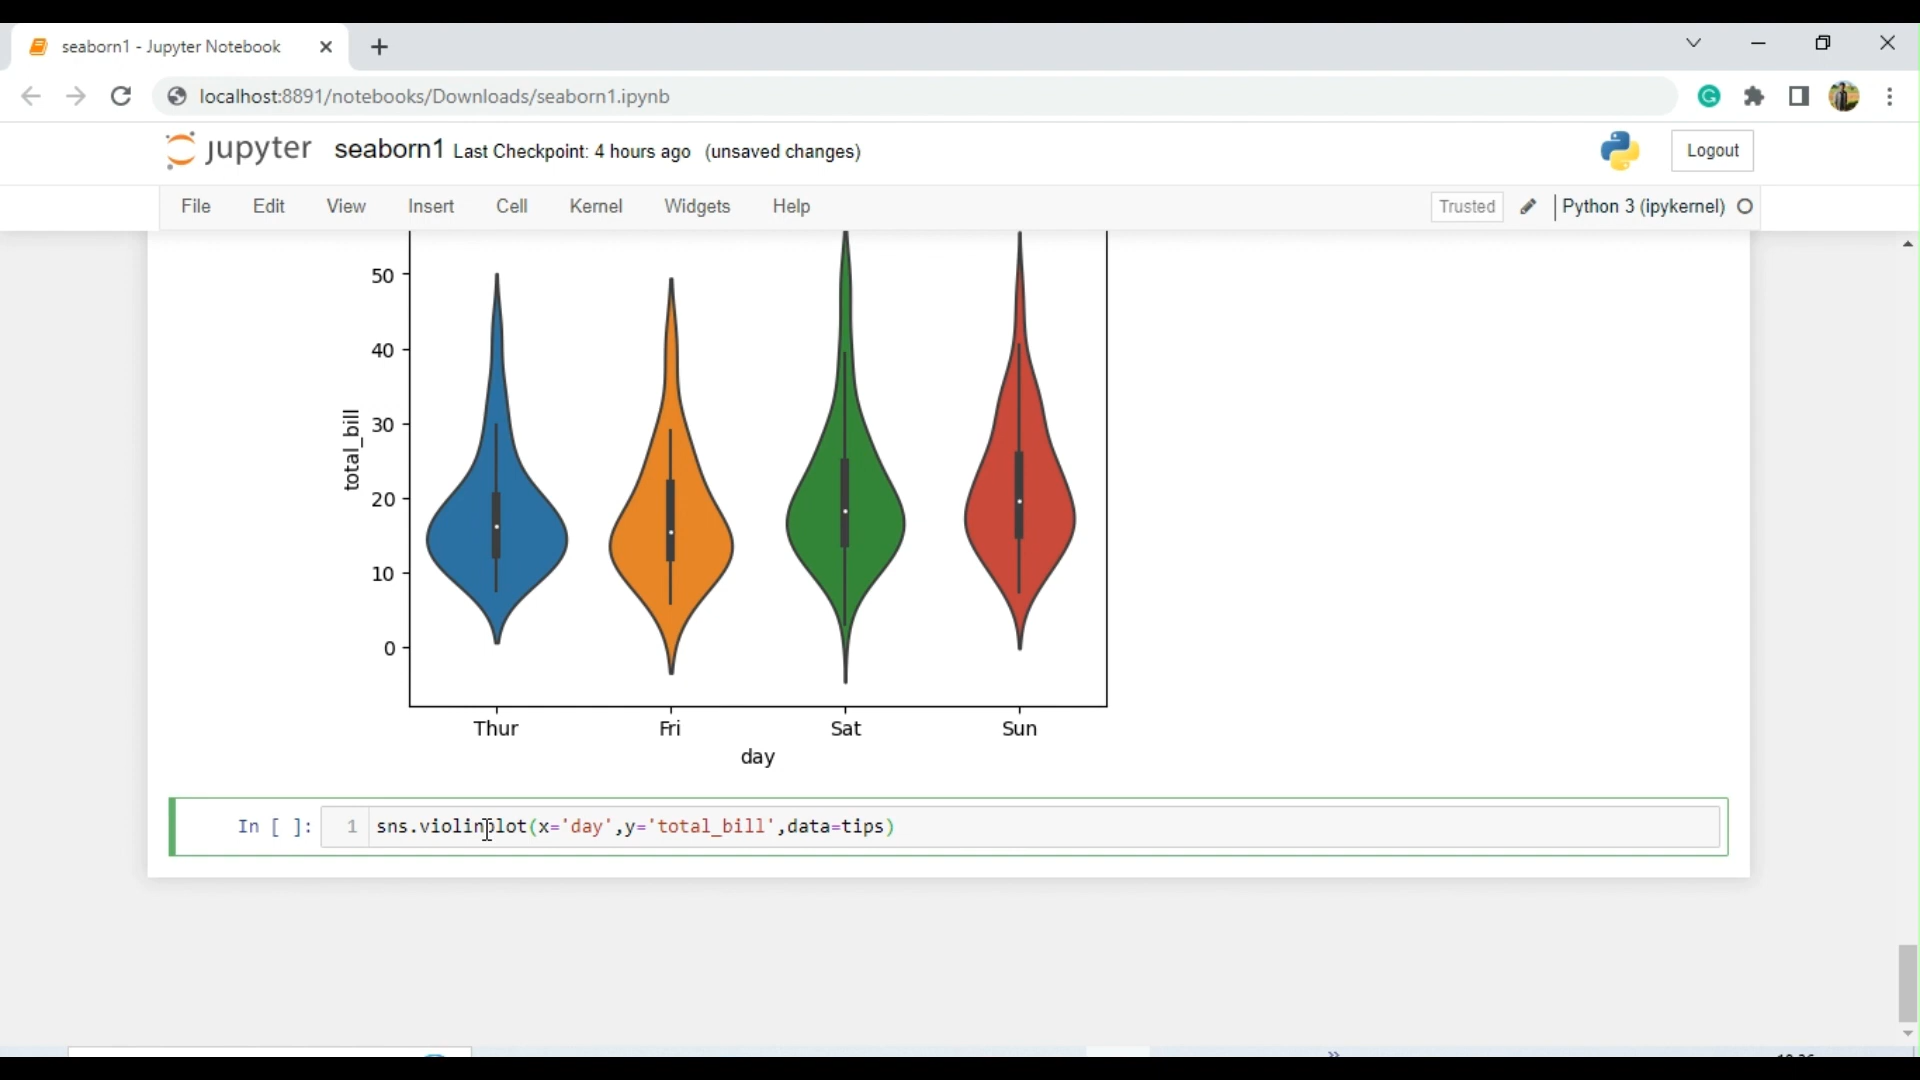 seaborn1 - Jupyter Notebook
localhost:8891/notebooks/Downloads/seaborn1.ipynb
jupyter seaborn1 Last Checkpoint: 4 hours ago (unsaved changes) Logout
File Edit View Insert Cell Kernel Widgets Help Trusted Python 3 (ipykernel)
50
40
30
20
10
0
total_bill
Thur Fri Sat Sun
day
In [ ]: 1 sns.violinplot(x='day',y='total_bill',data=tips)